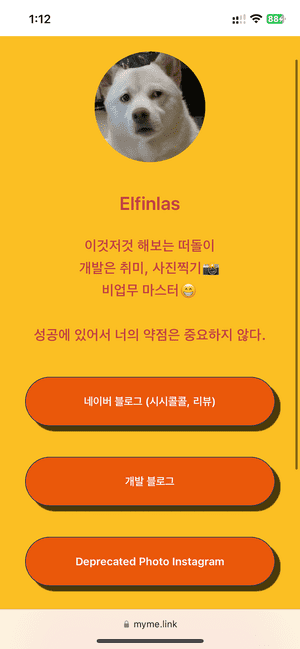 1:12
88
Elfinlas
이것저것 해보는 떠돌이
개발은 취미, 사진찍기📸
비업무 마스터😁
성공에 있어서 너의 약점은 중요하지 않다.
네이버 블로그 (시시콜콜, 리뷰)
개발 블로그
Deprecated Photo Instagram
myme.link